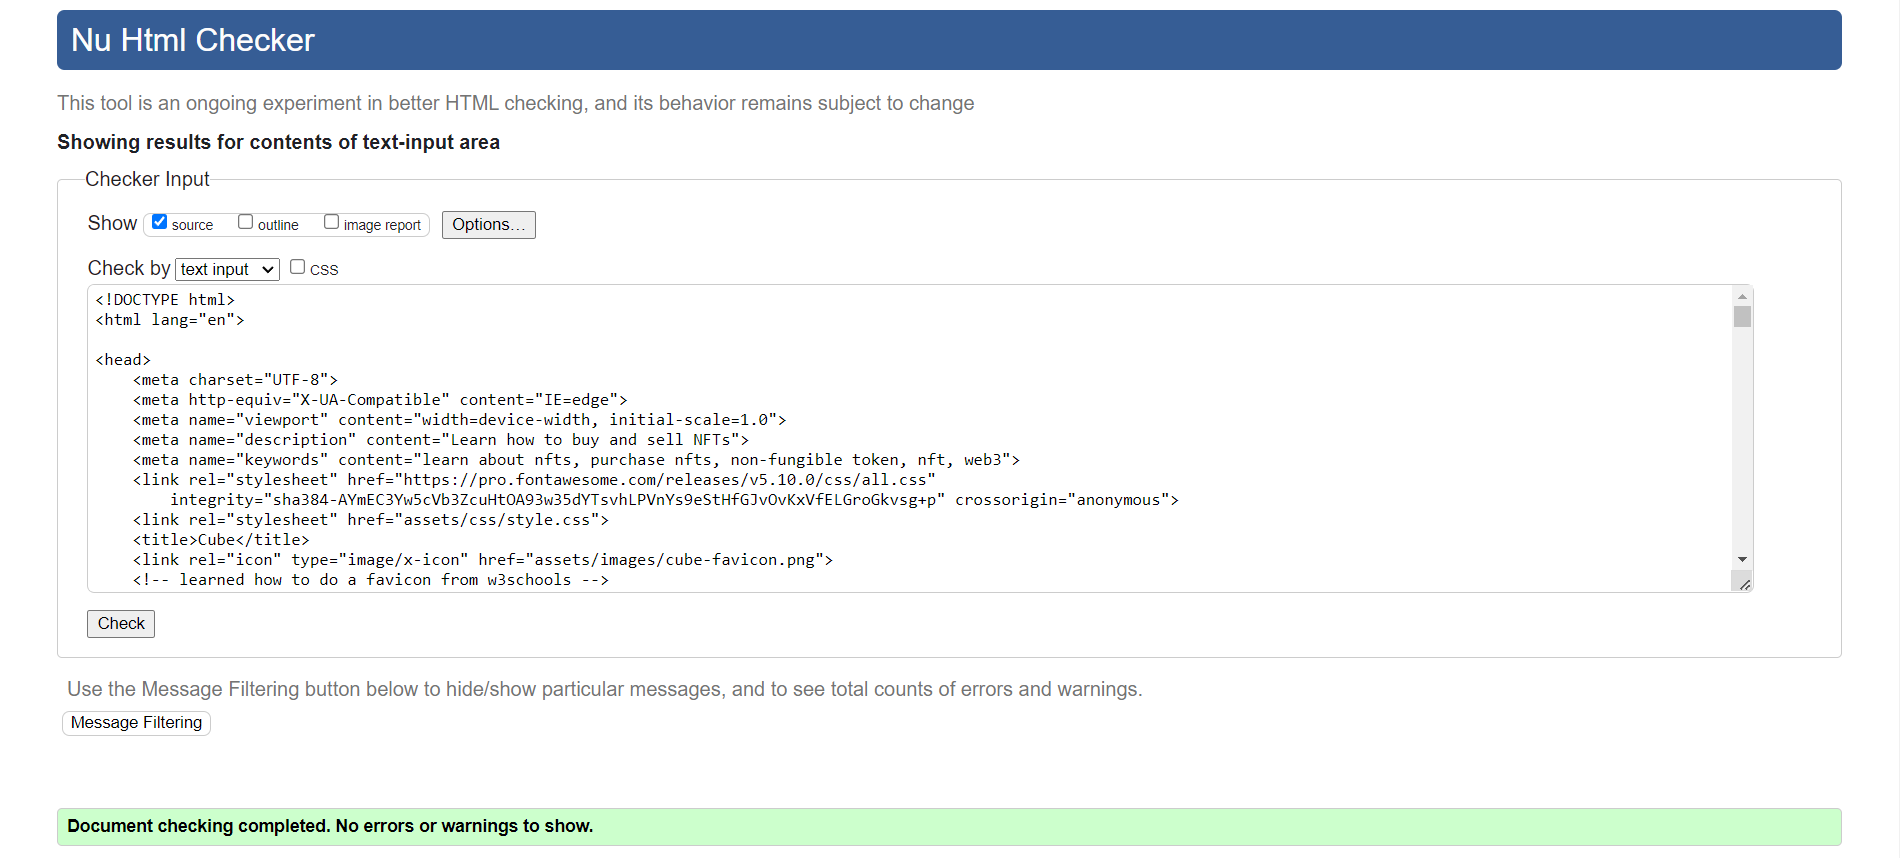 Nu Html Checker
This tool is an ongoing experiment in better HTML checking, and its behavior remains subject to change
Showing results for contents of text-input area
Checker Input
Show source outline image report Options...
Check by text input CSS
<!DOCTYPE html>
<html lang="en">
<head>
<meta charset="UTF-8">
<meta http-equiv="X-UA-Compatible" content="IE=edge">
<meta name="viewport" content="width=device-width, initial-scale=1.0">
<meta name="description" content="Learn how to buy and sell NFTs">
<meta name="keywords" content="learn about nfts, purchase nfts, non-fungible token, nft, web3">
<link rel="stylesheet" href="https://pro.fontawesome.com/releases/v5.10.0/css/all.css"
integrity="sha384-AYmEC3Yw5cVb3ZcuHtOA93w35dYTsvhLPVnYs9eStHfGJvOvKxVfELGroGkvsg+p" crossorigin="anonymous">
<link rel="stylesheet" href="assets/css/style.css">
<title>Cube</title>
<link rel="icon" type="image/x-icon" href="assets/images/cube-favicon.png">
<!-- learned how to do a favicon from w3schools -->
Check
Use the Message Filtering button below to hide/show particular messages, and to see total counts of errors and warnings.
Message Filtering
Document checking completed. No errors or warnings to show.